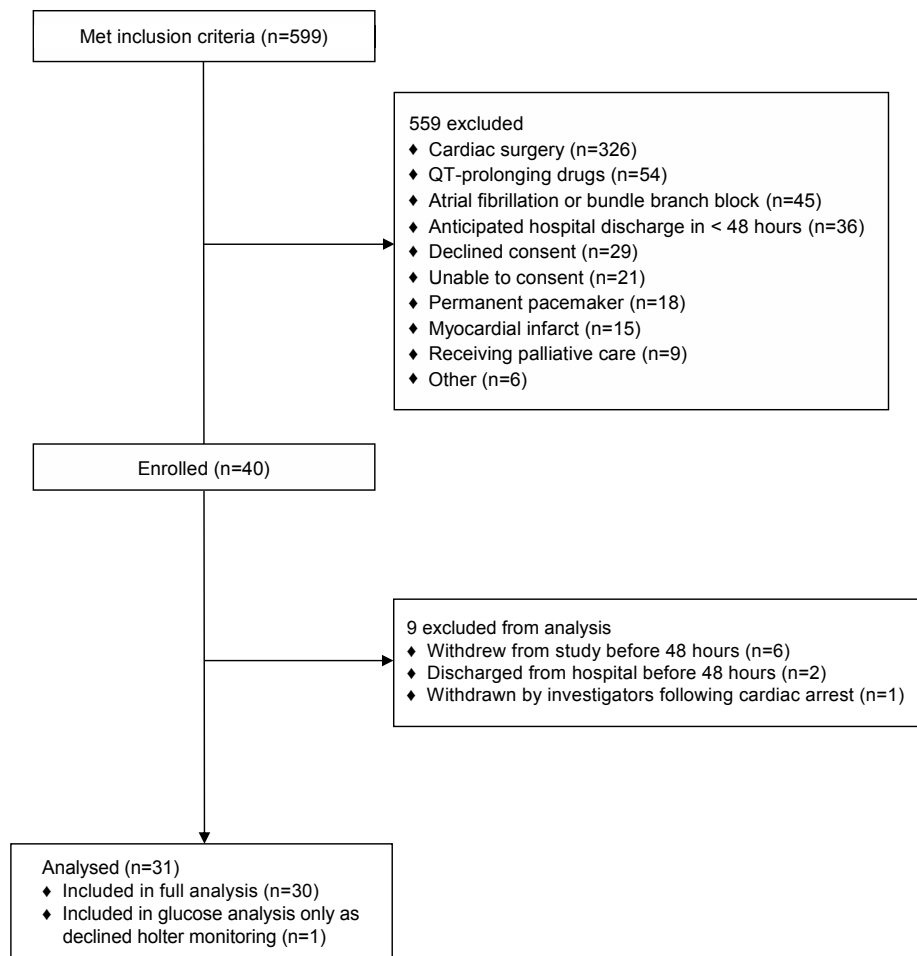 Met inclusion criteria (n=599)
559 excluded
♦ Cardiac surgery (n=326)
♦ QT-prolonging drugs (n=54)
♦ Atrial fibrillation or bundle branch block (n=45)
♦ Anticipated hospital discharge in < 48 hours (n=36)
♦ Declined consent (n=29)
♦ Unable to consent (n=21)
♦ Permanent pacemaker (n=18)
♦ Myocardial infarct (n=15)
♦ Receiving palliative care (n=9)
♦ Other (n=6)
Enrolled (n=40)
9 excluded from analysis
♦ Withdrew from study before 48 hours (n=6)
♦ Discharged from hospital before 48 hours (n=2)
♦ Withdrawn by investigators following cardiac arrest (n=1)
Analysed (n=31)
♦ Included in full analysis (n=30)
♦ Included in glucose analysis only as
declined holter monitoring (n=1)